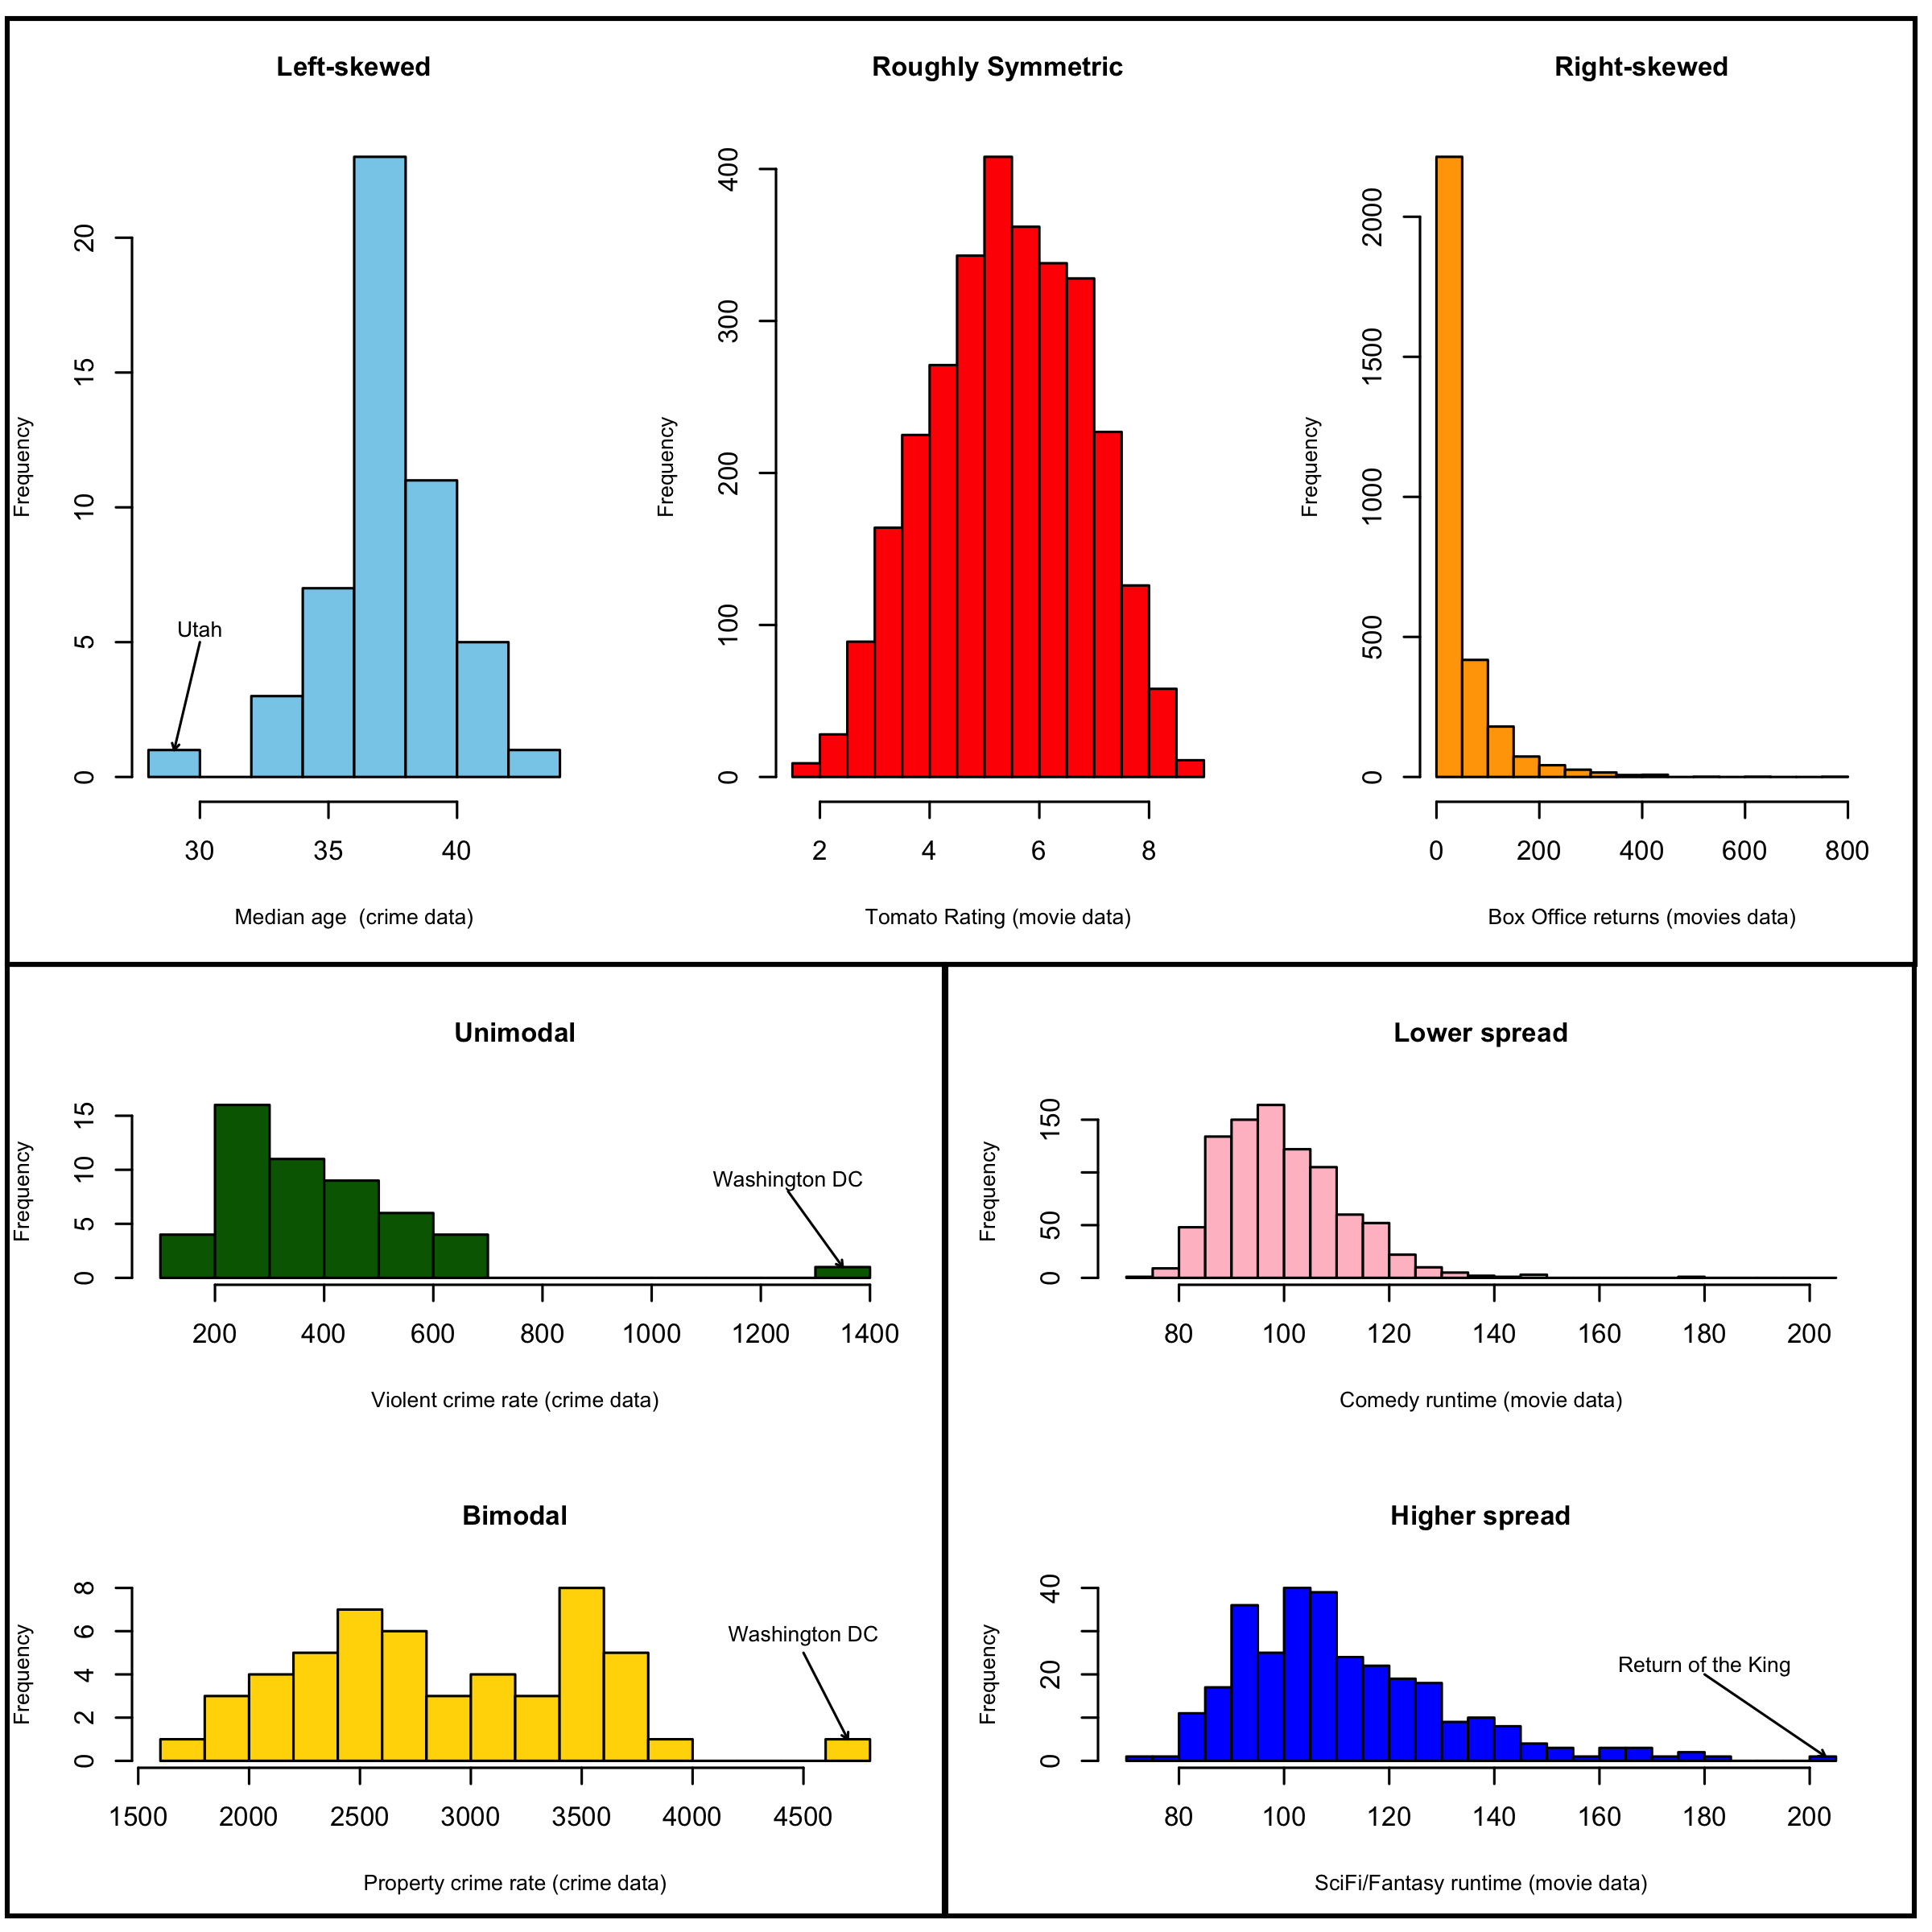 Left-skewed
Frequency
0
5
10
15
20
Utah
30 35 40
Median age  (crime data)
Roughly Symmetric
Frequency
0
100
200
300
400
2 4 6 8
Tomato Rating (movie data)
Right-skewed
Frequency
0
500
1000
1500
2000
0 200 400 600 800
Box Office returns (movies data)
Unimodal
Frequency
0
5
10
15
Washington DC
200 400 600 800 1000 1200 1400
Violent crime rate (crime data)
Bimodal
Frequency
0
2
4
6
8
Washington DC
1500 2000 2500 3000 3500 4000 4500
Property crime rate (crime data)
Lower spread
Frequency
0
50
150
80 100 120 140 160 180 200
Comedy runtime (movie data)
Higher spread
Frequency
0
20
40
Return of the King
80 100 120 140 160 180 200
SciFi/Fantasy runtime (movie data)